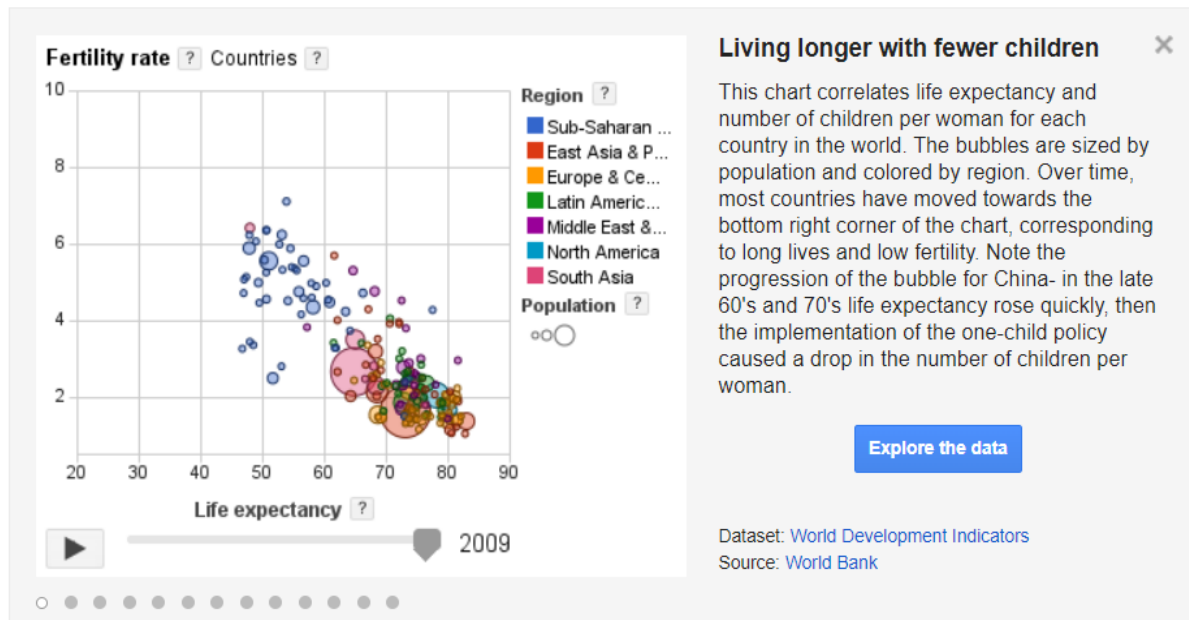 Fertility rate ? Countries ?
10
8
6
4
2
20 30 40 50 60 70 80 90
Life expectancy ?
2009
Region ?
Sub-Saharan ...
East Asia & P...
Europe & Ce...
Latin Americ...
Middle East &...
North America
South Asia
Population ?
Living longer with fewer children
This chart correlates life expectancy and
number of children per woman for each
country in the world. The bubbles are sized by
population and colored by region. Over time,
most countries have moved towards the
bottom right corner of the chart, corresponding
to long lives and low fertility. Note the
progression of the bubble for China- in the late
60's and 70's life expectancy rose quickly, then
the implementation of the one-child policy
caused a drop in the number of children per
woman.
Explore the data
Dataset: World Development Indicators
Source: World Bank